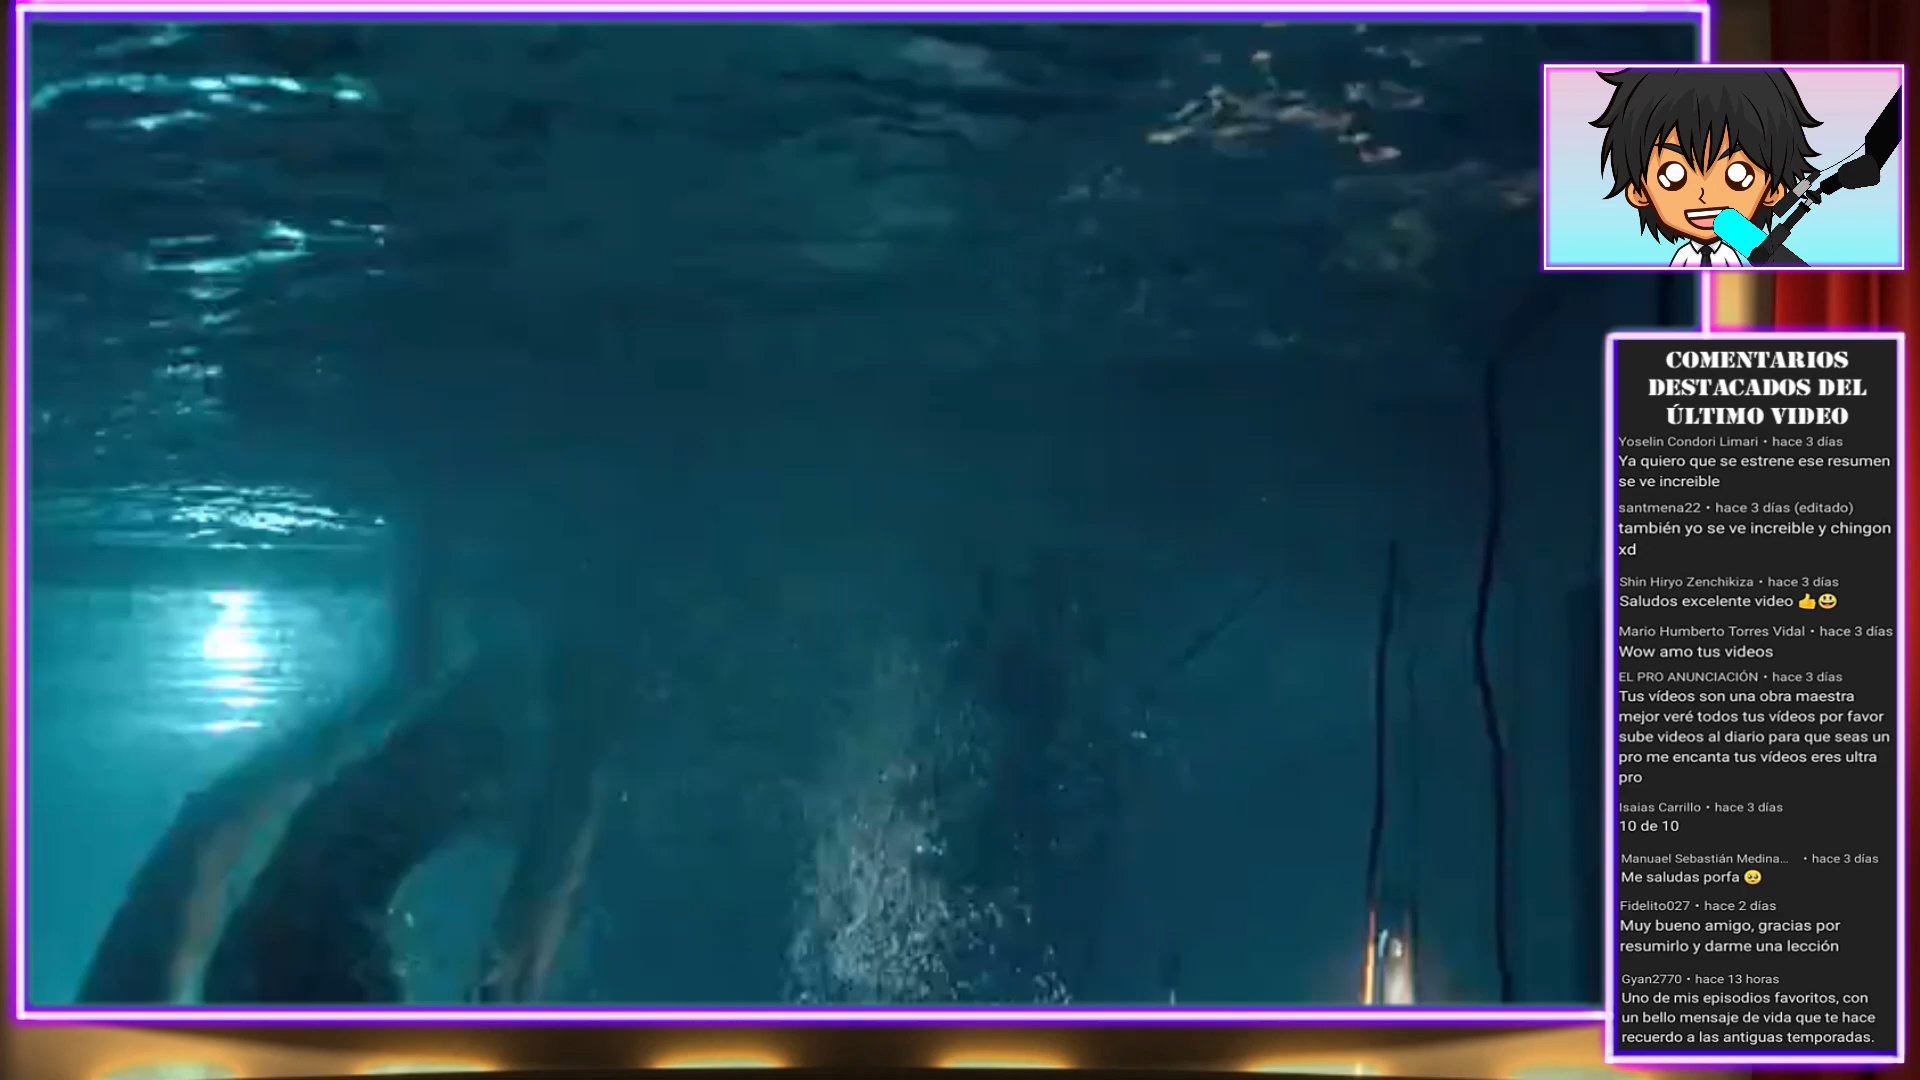 COMENTARIOS
DESTACADOS DEL
ÚLTIMO VIDEO
Yoselin Condori Limari • hace 3 días
Ya quiero que se estrene ese resumen
se ve increible
santmena22 • hace 3 días (editado)
también yo se ve increible y chingon
xd
Shin Hiryo Zenchikiza • hace 3 días
Saludos excelente video 👍😃
Mario Humberto Torres Vidal • hace 3 días
Wow amo tus videos
EL PRO ANUNCIACIÓN • hace 3 días
Tus vídeos son una obra maestra
mejor veré todos tus vídeos por favor
sube videos al diario para que seas un
pro me encanta tus vídeos eres ultra
pro
Isaias Carrillo • hace 3 días
10 de 10
Manuael Sebastián Medina... • hace 3 días
Me saludas porfa 🥺
Fidelito027 • hace 2 días
Muy bueno amigo, gracias por
resumirlo y darme una lección
Gyan2770 • hace 13 horas
Uno de mis episodios favoritos, con
un bello mensaje de vida que te hace
recuerdo a las antiguas temporadas.